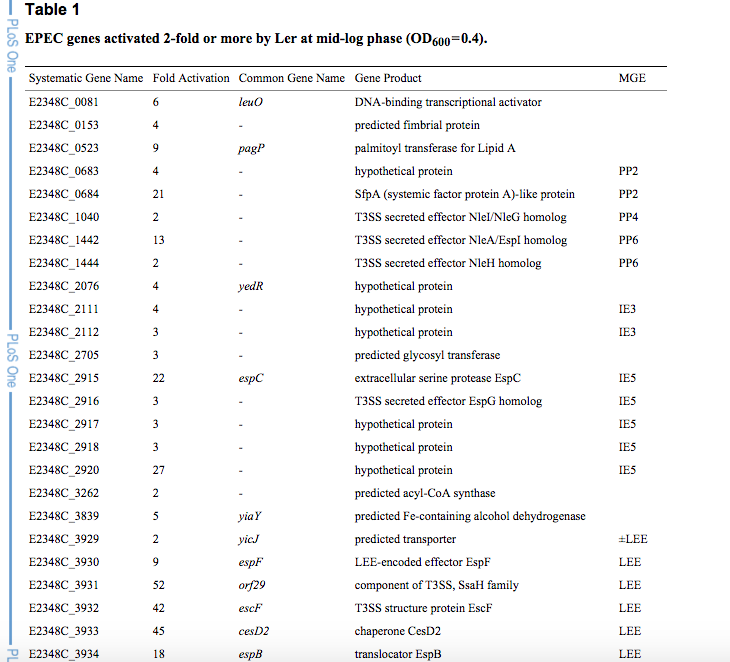 Table 1
EPEC genes activated 2-fold or more by Ler at mid-log phase (OD600=0.4).
Systematic Gene Name Fold Activation Common Gene Name Gene Product MGE
E2348C_0081 6 leuO DNA-binding transcriptional activator
E2348C_0153 4 - predicted fimbrial protein
E2348C_0523 9 pagP palmitoyl transferase for Lipid A
E2348C_0683 4 - hypothetical protein PP2
E2348C_0684 21 - SfpA (systemic factor protein A)-like protein PP2
E2348C_1040 2 - T3SS secreted effector NleI/NleG homolog PP4
E2348C_1442 13 - T3SS secreted effector NleA/EspI homolog PP6
E2348C_1444 2 - T3SS secreted effector NleH homolog PP6
E2348C_2076 4 yedR hypothetical protein
E2348C_2111 4 - hypothetical protein IE3
E2348C_2112 3 - hypothetical protein IE3
E2348C_2705 3 - predicted glycosyl transferase
E2348C_2915 22 espC extracellular serine protease EspC IE5
E2348C_2916 3 - T3SS secreted effector EspG homolog IE5
E2348C_2917 3 - hypothetical protein IE5
E2348C_2918 3 - hypothetical protein IE5
E2348C_2920 27 - hypothetical protein IE5
E2348C_3262 2 - predicted acyl-CoA synthase
E2348C_3839 5 yiaY predicted Fe-containing alcohol dehydrogenase
E2348C_3929 2 yicJ predicted transporter ±LEE
E2348C_3930 9 espF LEE-encoded effector EspF LEE
E2348C_3931 52 orf29 component of T3SS, SsaH family LEE
E2348C_3932 42 escF T3SS structure protein EscF LEE
E2348C_3933 45 cesD2 chaperone CesD2 LEE
E2348C_3934 18 espB translocator EspB LEE
PLoS One
PLoS One
PL